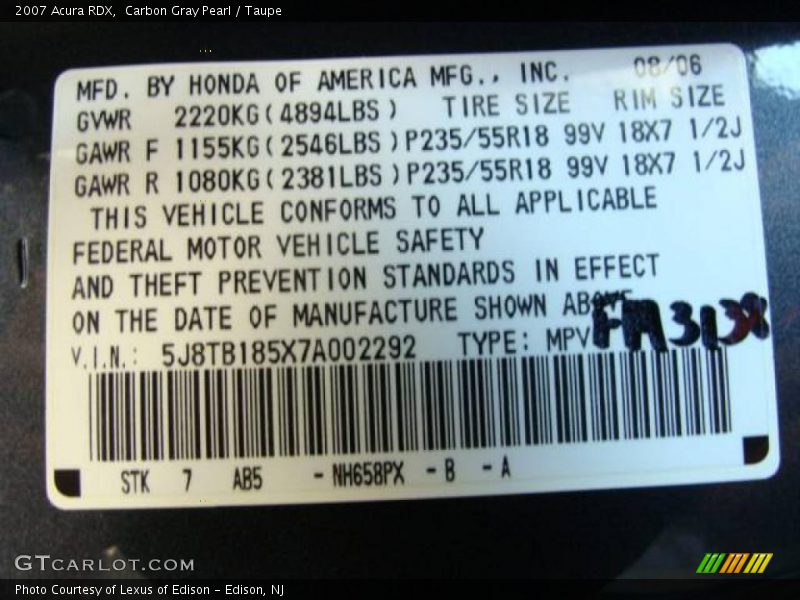 2007 Acura RDX,  Carbon Gray Pearl / Taupe
MFD. BY HONDA OF AMERICA MFG., INC.   08/06
GVWR   2220KG(4894LBS)   TIRE SIZE   RIM SIZE
GAWR F 1155KG(2546LBS)P235/55R18 99V 18X7 1/2J
GAWR R 1080KG(2381LBS)P235/55R18 99V 18X7 1/2J
THIS VEHICLE CONFORMS TO ALL APPLICABLE
FEDERAL MOTOR VEHICLE SAFETY
AND THEFT PREVENTION STANDARDS IN EFFECT
ON THE DATE OF MANUFACTURE SHOWN ABOVE
V.I.N.: 5J8TB185X7A002292   TYPE: MPV
STK  7  AB5  -NH658PX  -B  -A
GTCARLOT.COM
Photo Courtesy of Lexus of Edison – Edison, NJ